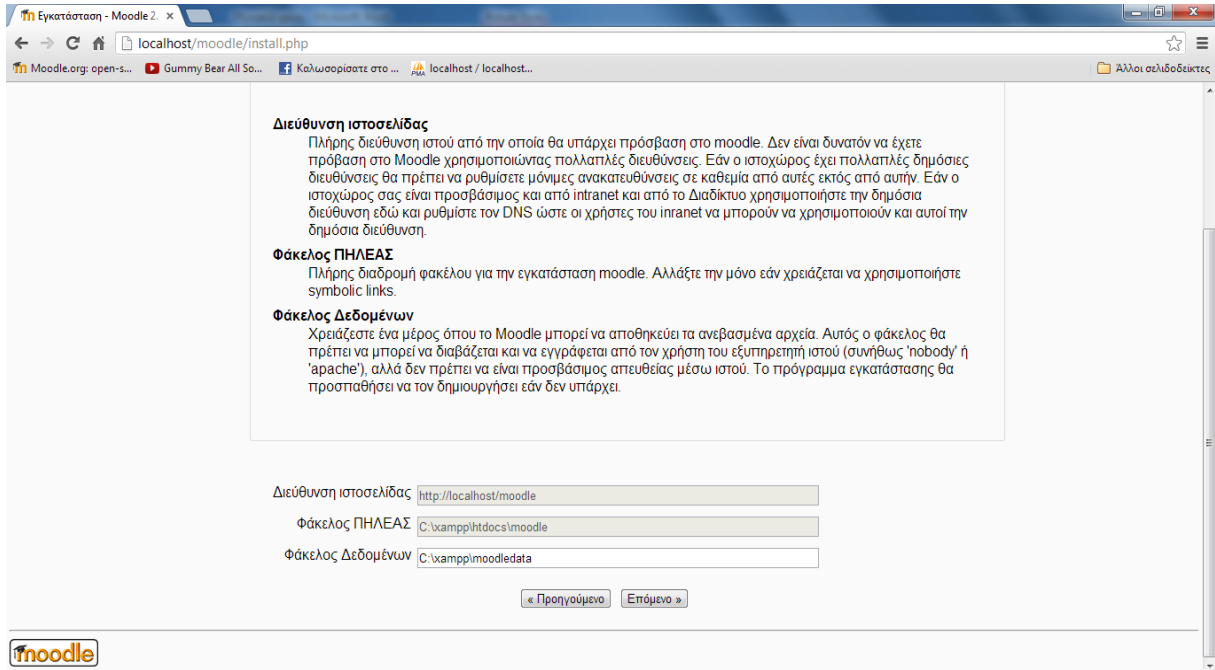 Εγκατάσταση - Moodle 2.
localhost/moodle/install.php
Moodle.org: open-s...
Gummy Bear All So...
Καλωσορίσατε στο ...
localhost / localhost...
Άλλοι σελιδοδείκτες
Διεύθυνση ιστοσελίδας
Πλήρης διεύθυνση ιστού από την οποία θα υπάρχει πρόσβαση στο moodle. Δεν είναι δυνατόν να έχετε
πρόβαση στο Moodle χρησιμοποιώντας πολλαπλές διευθύνσεις. Εάν ο ιστοχώρος έχει πολλαπλές δημόσιες
διευθύνσεις θα πρέπει να ρυθμίσετε μόνιμες ανακατευθύνσεις σε καθεμία από αυτές εκτός από αυτήν. Εάν ο
ιστοχώρος σας είναι προσβάσιμος και από intranet και από το Διαδίκτυο χρησιμοποιήστε την δημόσια
διεύθυνση εδώ και ρυθμίστε τον DNS ώστε οι χρήστες του inranet να μπορούν να χρησιμοποιούν και αυτοί την
δημόσια διεύθυνση.
Φάκελος ΠΗΛΕΑΣ
Πλήρης διαδρομή φακέλου για την εγκατάσταση moodle. Αλλάξτε την μόνο εάν χρειάζεται να χρησιμοποιήστε
symbolic links.
Φάκελος Δεδομένων
Χρειάζεστε ένα μέρος όπου το Moodle μπορεί να αποθηκεύει τα ανεβασμένα αρχεία. Αυτός ο φάκελος θα
πρέπει να μπορεί να διαβάζεται και να εγγράφεται από τον χρήστη του εξυπηρετητή ιστού (συνήθως 'nobody' ή
'apache'), αλλά δεν πρέπει να είναι προσβάσιμος απευθείας μέσω ιστού. Το πρόγραμμα εγκατάστασης θα
προσπαθήσει να τον δημιουργήσει εάν δεν υπάρχει.
Διεύθυνση ιστοσελίδας http://localhost/moodle
Φάκελος ΠΗΛΕΑΣ C:\xampp\htdocs\moodle
Φάκελος Δεδομένων C:\xampp\moodledata
« Προηγούμενο Επόμενο »
moodle